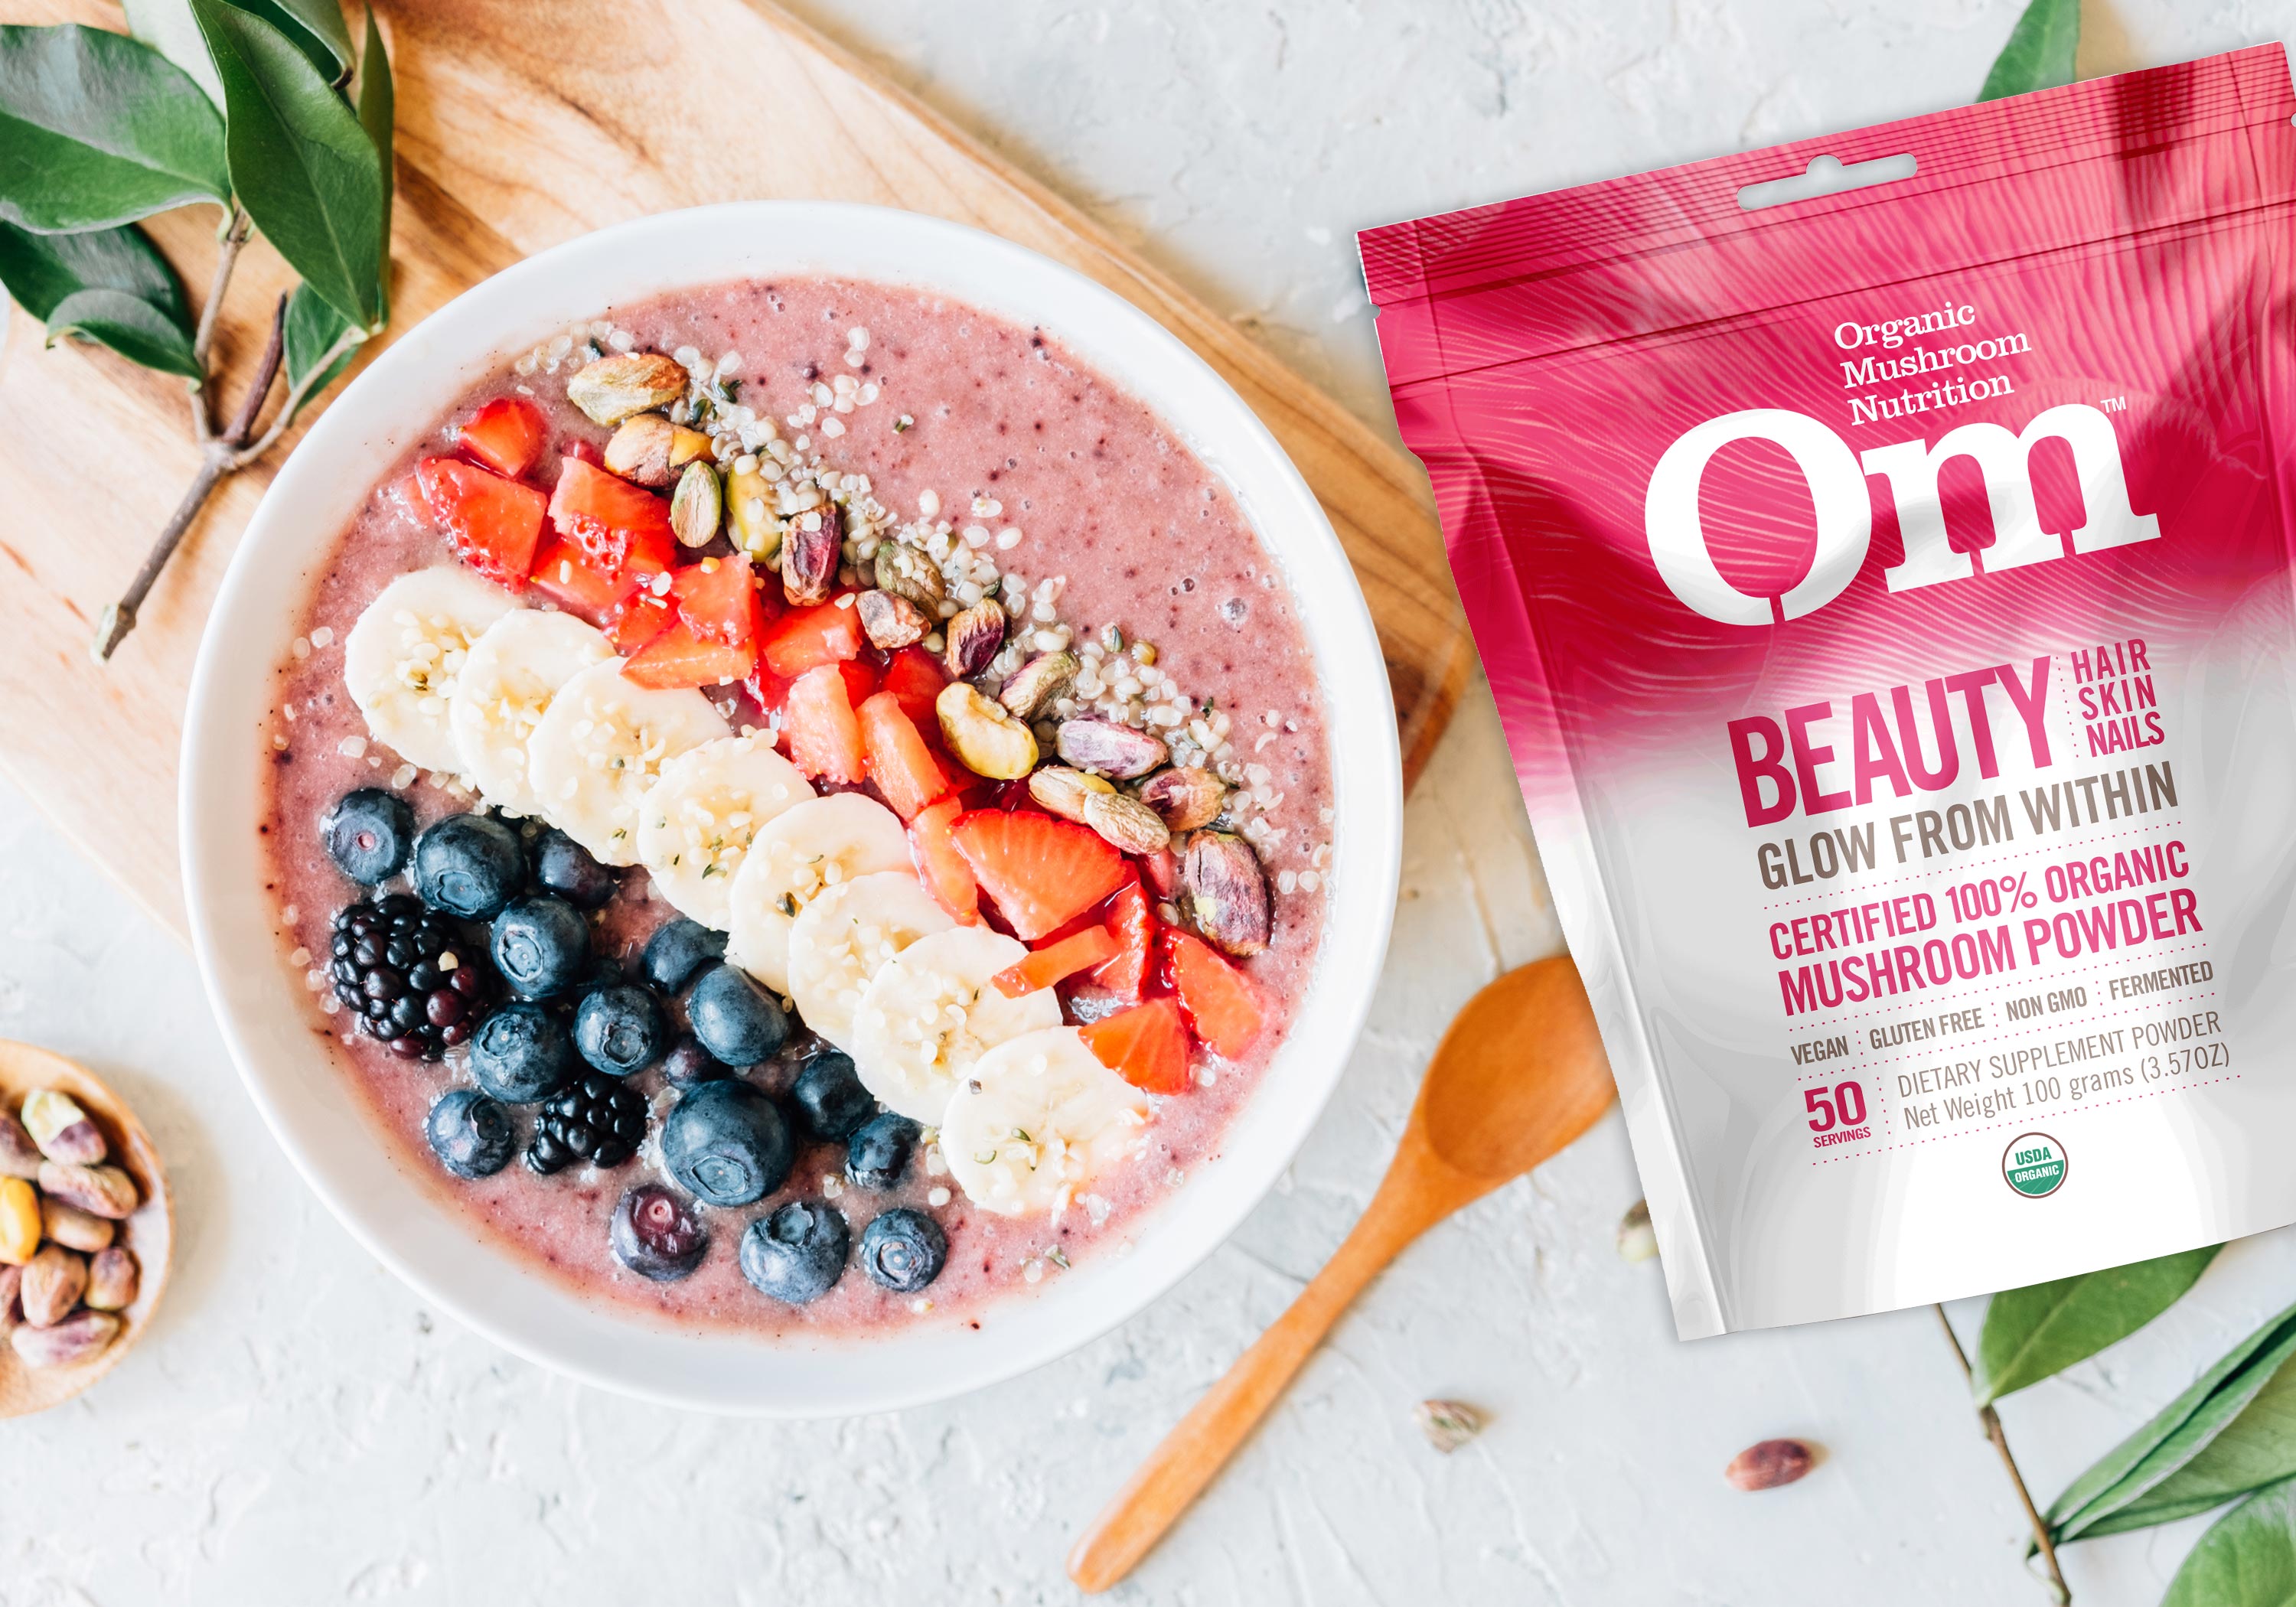 Organic
Mushroom
Nutrition
Om™
BEAUTY
HAIR
SKIN
NAILS
GLOW FROM WITHIN
CERTIFIED 100% ORGANIC
MUSHROOM POWDER
VEGAN GLUTEN FREE NON GMO FERMENTED
50
SERVINGS
DIETARY SUPPLEMENT POWDER
Net Weight 100 grams (3.57OZ)
USDA
ORGANIC